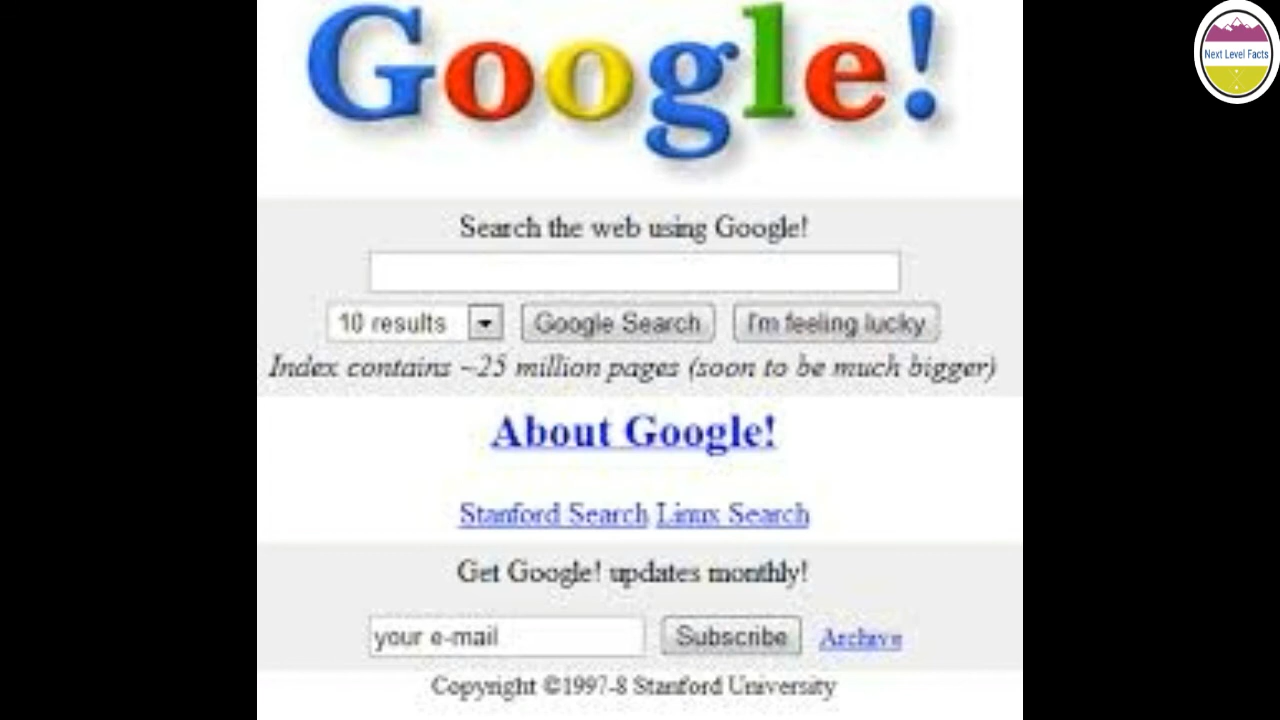 Google!
Next Level Facts
Search the web using Google!
10 results Google Search I'm feeling lucky
Index contains ~25 million pages (soon to be much bigger)
About Google!
Stanford Search Linux Search
Get Google! updates monthly!
your e-mail Subscribe Archive
Copyright ©1997-8 Stanford University